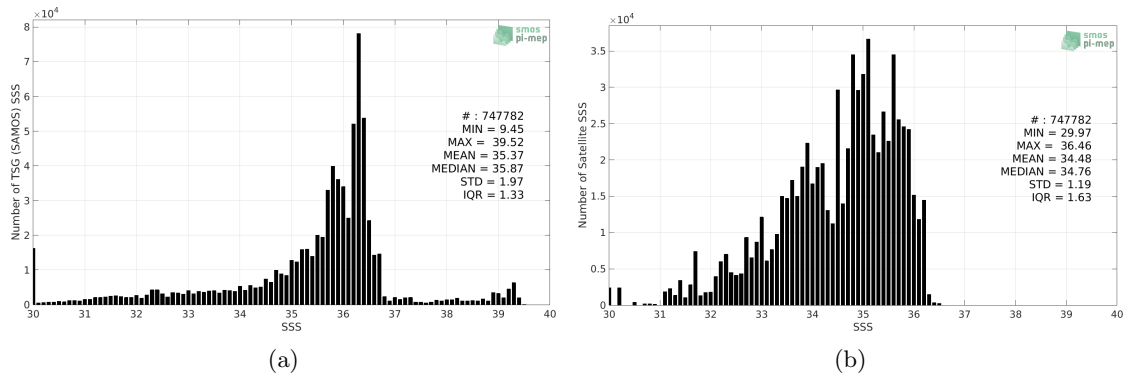 ×10⁴
8
7
6
5
4
3
2
1
0
Number of TSG (SAMOS) SSS
30 31 32 33 34 35 36 37 38 39 40
SSS
smos
pi-mep
# : 747782
MIN = 9.45
MAX = 39.52
MEAN = 35.37
MEDIAN = 35.87
STD = 1.97
IQR = 1.33
(a)
×10⁴
3.5
3
2.5
2
1.5
1
0.5
0
Number of Satellite SSS
30 31 32 33 34 35 36 37 38 39 40
SSS
smos
pi-mep
# : 747782
MIN = 29.97
MAX = 36.46
MEAN = 34.48
MEDIAN = 34.76
STD = 1.19
IQR = 1.63
(b)